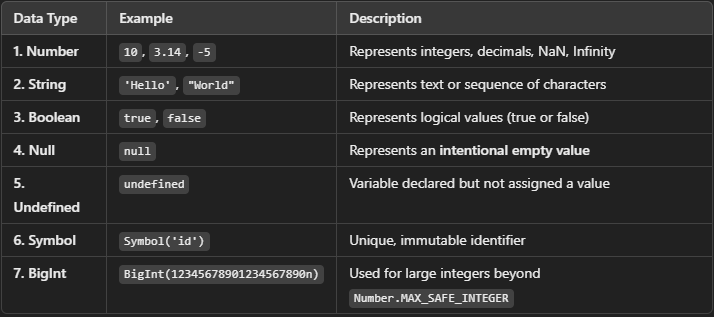 Data Type Example Description
1. Number 10, 3.14, -5 Represents integers, decimals, NaN, Infinity
2. String 'Hello', "World" Represents text or sequence of characters
3. Boolean true, false Represents logical values (true or false)
4. Null null Represents an intentional empty value
5. undefined Variable declared but not assigned a value
Undefined
6. Symbol Symbol('id') Unique, immutable identifier
7. BigInt BigInt(12345678901234567890n) Used for large integers beyond
Number.MAX_SAFE_INTEGER